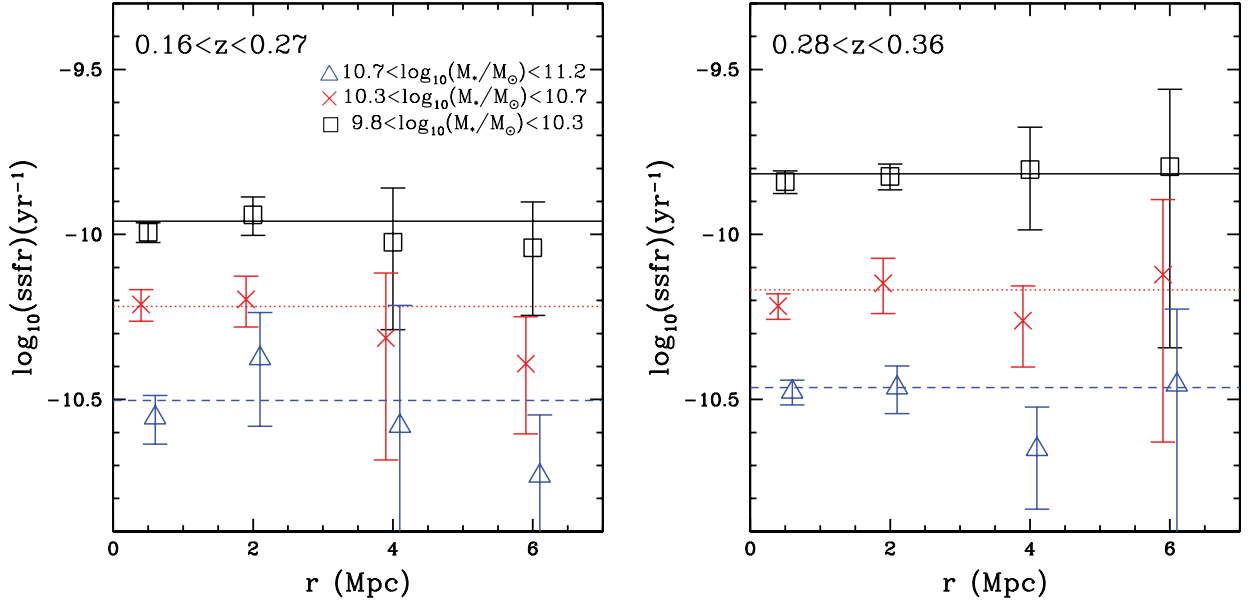 0.16<z<0.27
10.7<log₁₀(M*/M⊙)<11.2
10.3<log₁₀(M*/M⊙)<10.7
9.8<log₁₀(M*/M⊙)<10.3
-9.5
-10
-10.5
log₁₀(ssfr)(yr⁻¹)
0 2 4 6
r (Mpc)
0.28<z<0.36
-9.5
-10
-10.5
log₁₀(ssfr)(yr⁻¹)
0 2 4 6
r (Mpc)